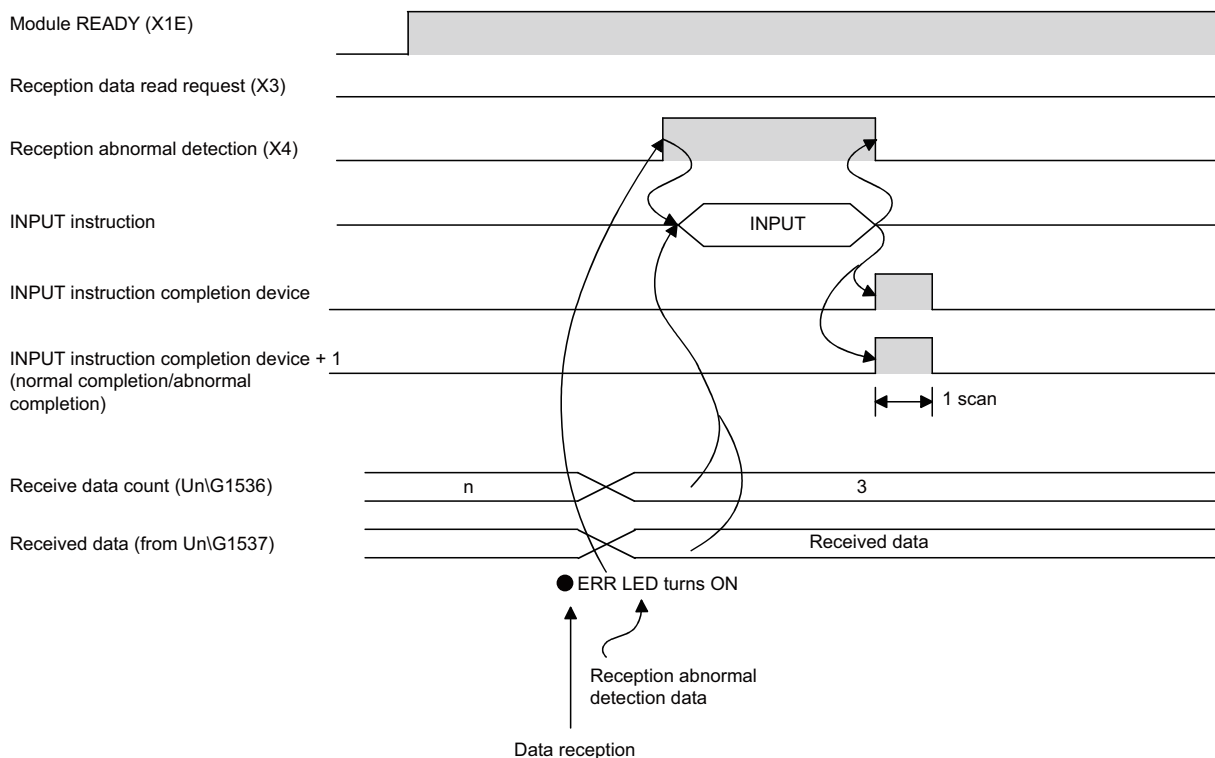 Module READY (X1E)
Reception data read request (X3)
Reception abnormal detection (X4)
INPUT instruction
INPUT
INPUT instruction completion device
INPUT instruction completion device + 1
(normal completion/abnormal
completion)
1 scan
Receive data count (Un\G1536)
n
3
Received data (from Un\G1537)
Received data
ERR LED turns ON
Reception abnormal
detection data
Data reception